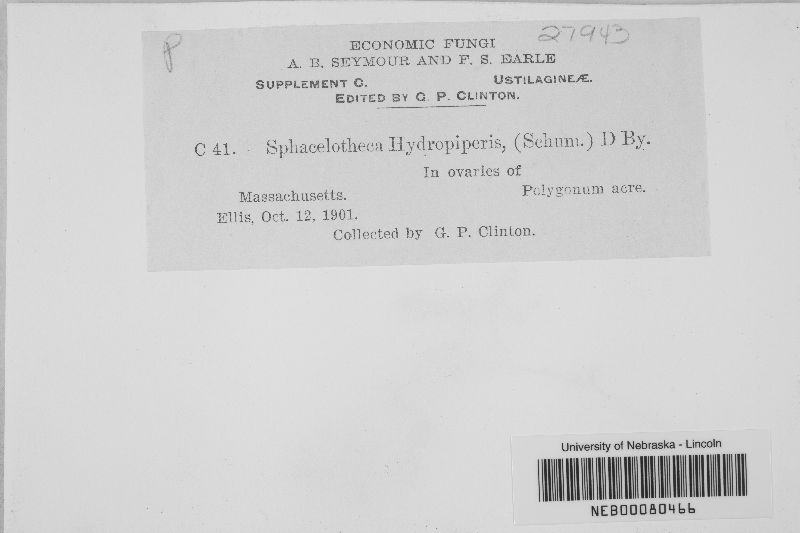 P 27943
ECONOMIC FUNGI
A. B. SEYMOUR AND F. S. EARLE
SUPPLEMENT C. USTILAGINEÆ.
EDITED BY G. P. CLINTON.
C 41. Sphacelotheca Hydropiperis, (Schum.) D By.
In ovaries of
Massachusetts. Polygonum acre.
Ellis, Oct. 12, 1901.
Collected by G. P. Clinton.
University of Nebraska - Lincoln
NEB00080466